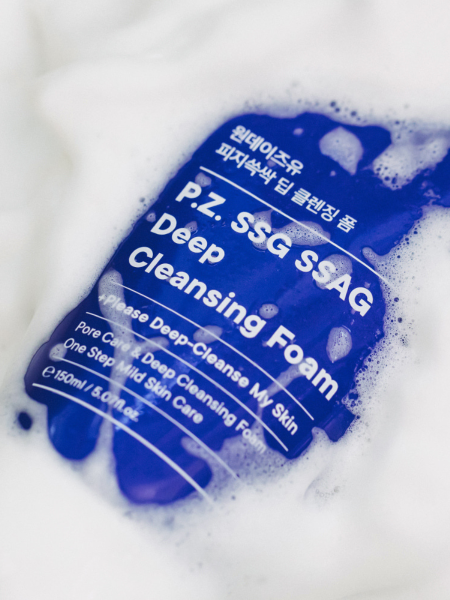 원데이즈유
피지쏙싹 딥 클렌징 폼
P.Z. SSG SSAG
Deep
Cleansing Foam
+Please Deep-Cleanse My Skin
Pore Care & Deep Cleansing Foam
One Step Mild Skin Care
℮ 150ml / 5.07fl.oz.